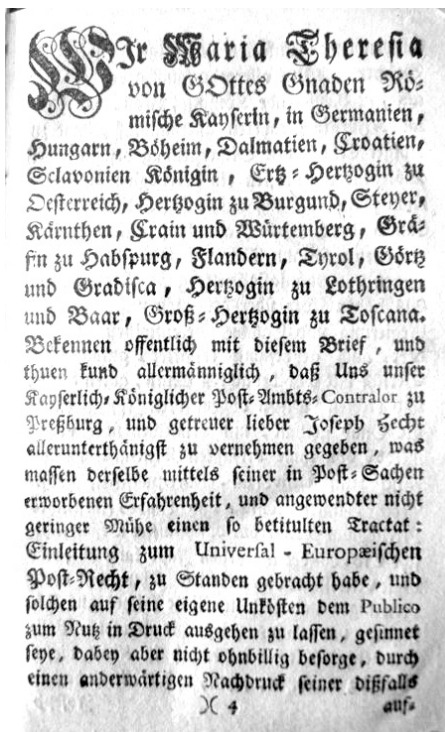 WIr Maria Theresia
von GOttes Gnaden Rö-
mische Kayserin, in Germanien,
Hungarn, Böheim, Dalmatien, Croatien,
Sclavonien Königin, Ertz-Hertzogin zu
Oesterreich, Hertzogin zu Burgund, Steyer,
Kärnthen, Crain und Würtemberg, Grä-
fin zu Habspurg, Flandern, Tyrol, Görtz
und Gradisca, Hertzogin zu Lothringen
und Baar, Groß-Hertzogin zu Toscana.
Bekennen offentlich mit diesem Brief, und
thuen kund allermänniglich, daß Uns unser
Kayserlich-Königlicher Post-Ambts-Contralor zu
Preßburg, und getreuer lieber Joseph Hecht
allerunterthänigst zu vernehmen gegeben, was
massen derselbe mittels seiner in Post-Sachen
erworbenen Erfahrenheit, und angewendter nicht
geringer Mühe einen so betitulten Tractat:
Einleitung zum Universal-Europæischen
Post-Recht, zu Standen gebracht habe, und
solchen auf seine eigene Unkösten dem Publico
zum Nutz in Druck ausgehen zu lassen, gesinnet
seye, dabey aber nicht ohnbillig besorge, durch
einen anderwärtigen Nachdruck seiner dißfalls
)( 4 auf-